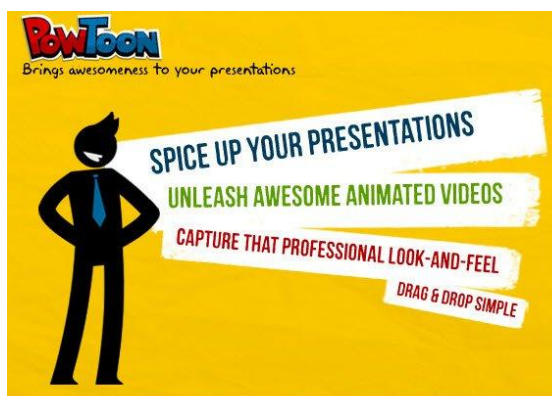 POWTOON
Brings awesomeness to your presentations
SPICE UP YOUR PRESENTATIONS
UNLEASH AWESOME ANIMATED VIDEOS
CAPTURE THAT PROFESSIONAL LOOK-AND-FEEL
DRAG & DROP SIMPLE